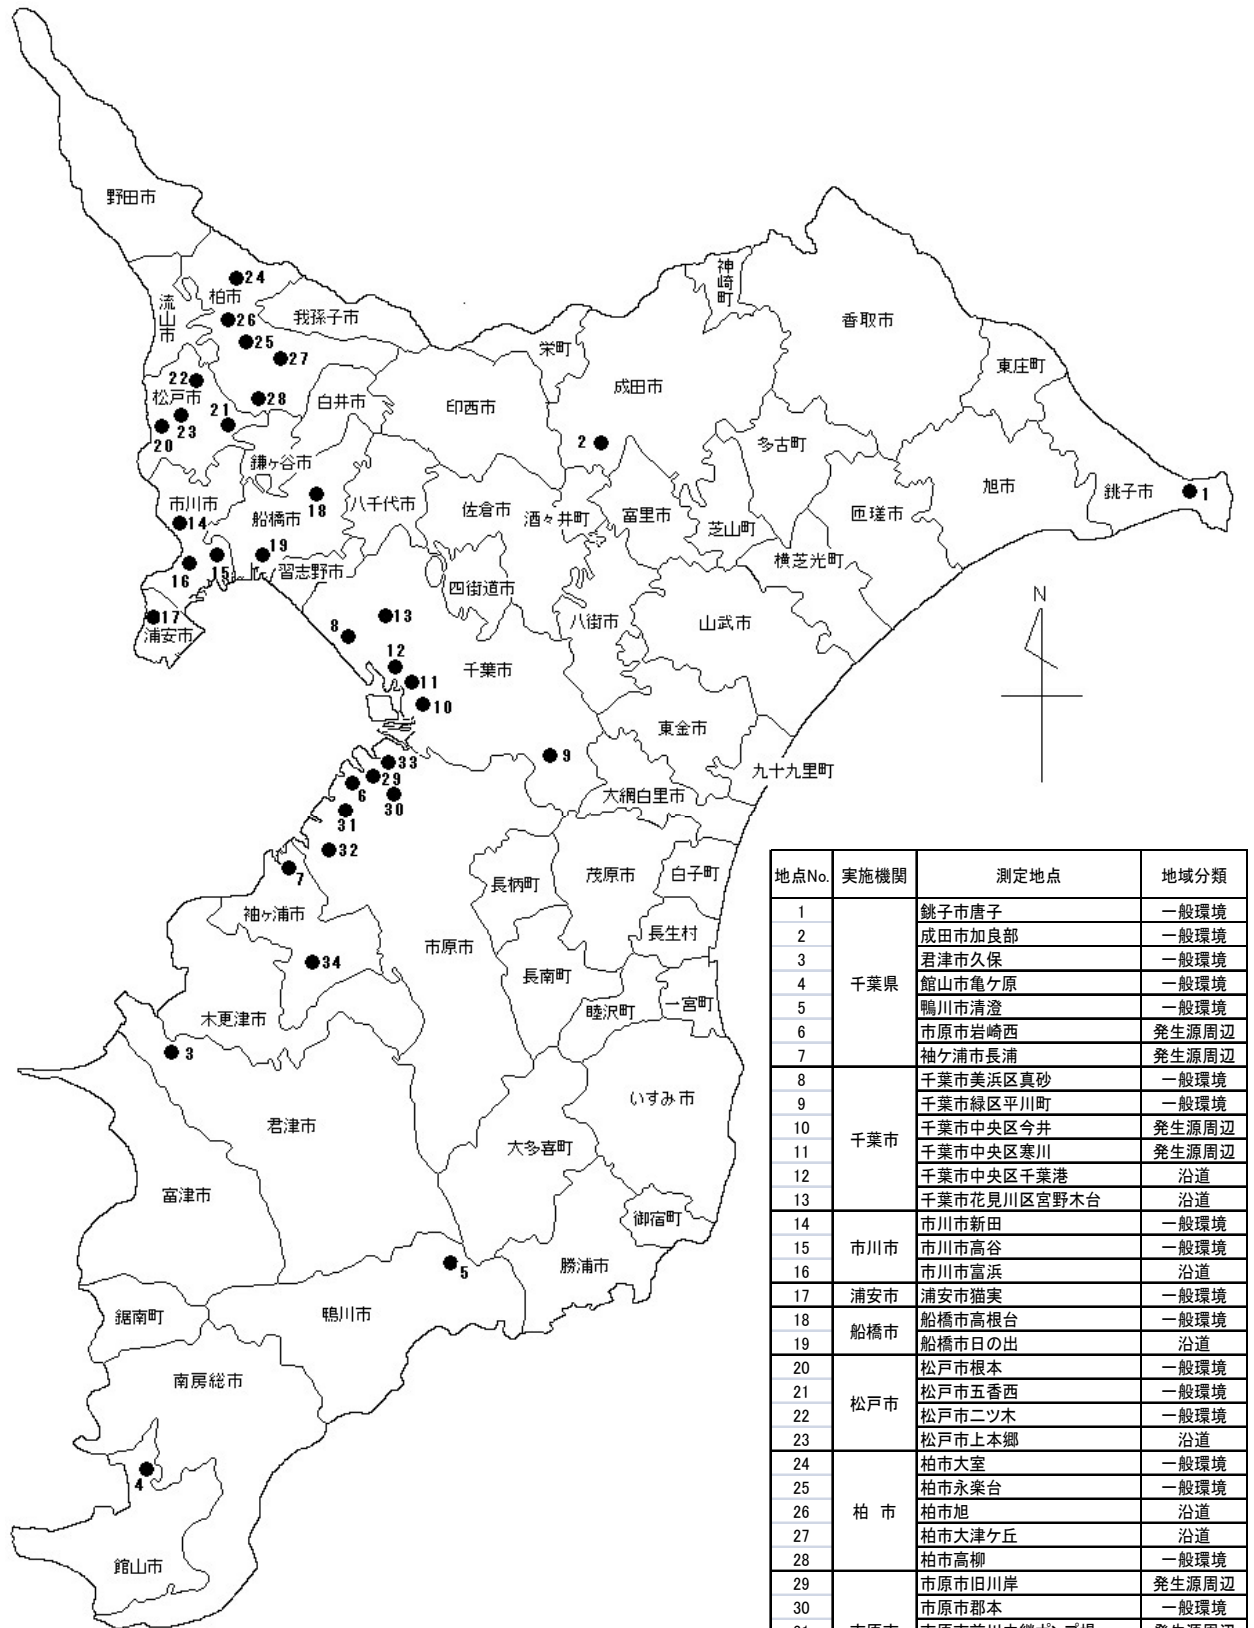 野田市
24
柏市
流山市
26
我孫子市
25
27
22
松戸市
28
21
20
23
白井市
印西市
栄町
成田市
神崎町
香取市
東庄町
2
多古町
鎌ヶ谷市
18
八千代市
佐倉市
酒々井町
富里市
芝山町
匝瑳市
旭市
銚子市
1
市川市
14
船橋市
19
習志野市
横芝光町
16
15
四街道市
17
浦安市
13
8
八街市
山武市
N
12
千葉市
11
10
東金市
9
九十九里町
33
29
6
30
大網白里市
31
32
7
長柄町
茂原市
白子町
袖ヶ浦市
市原市
長生村
34
長南町
睦沢町
一宮町
木更津市
3
いすみ市
君津市
大多喜町
富津市
御宿町
5
勝浦市
鋸南町
鴨川市
南房総市
4
館山市
地点No. 実施機関 測定地点 地域分類
1 銚子市唐子 一般環境
2 成田市加良部 一般環境
3 君津市久保 一般環境
4 千葉県 館山市亀ケ原 一般環境
5 鴨川市清澄 一般環境
6 市原市岩崎西 発生源周辺
7 袖ケ浦市長浦 発生源周辺
8 千葉市美浜区真砂 一般環境
9 千葉市緑区平川町 一般環境
10 千葉市 千葉市中央区今井 発生源周辺
11 千葉市中央区寒川 発生源周辺
12 千葉市中央区千葉港 沿道
13 千葉市花見川区宮野木台 沿道
14 市川市新田 一般環境
15 市川市 市川市高谷 一般環境
16 市川市富浜 沿道
17 浦安市 浦安市猫実 一般環境
18 船橋市 船橋市高根台 一般環境
19 船橋市日の出 沿道
20 松戸市根本 一般環境
21 松戸市 松戸市五香西 一般環境
22 松戸市二ツ木 一般環境
23 松戸市上本郷 沿道
24 柏市大室 一般環境
25 柏市永楽台 一般環境
26 柏 市 柏市旭 沿道
27 柏市大津ケ丘 沿道
28 柏市高柳 一般環境
29 市原市旧川岸 発生源周辺
30 市原市郡本 一般環境